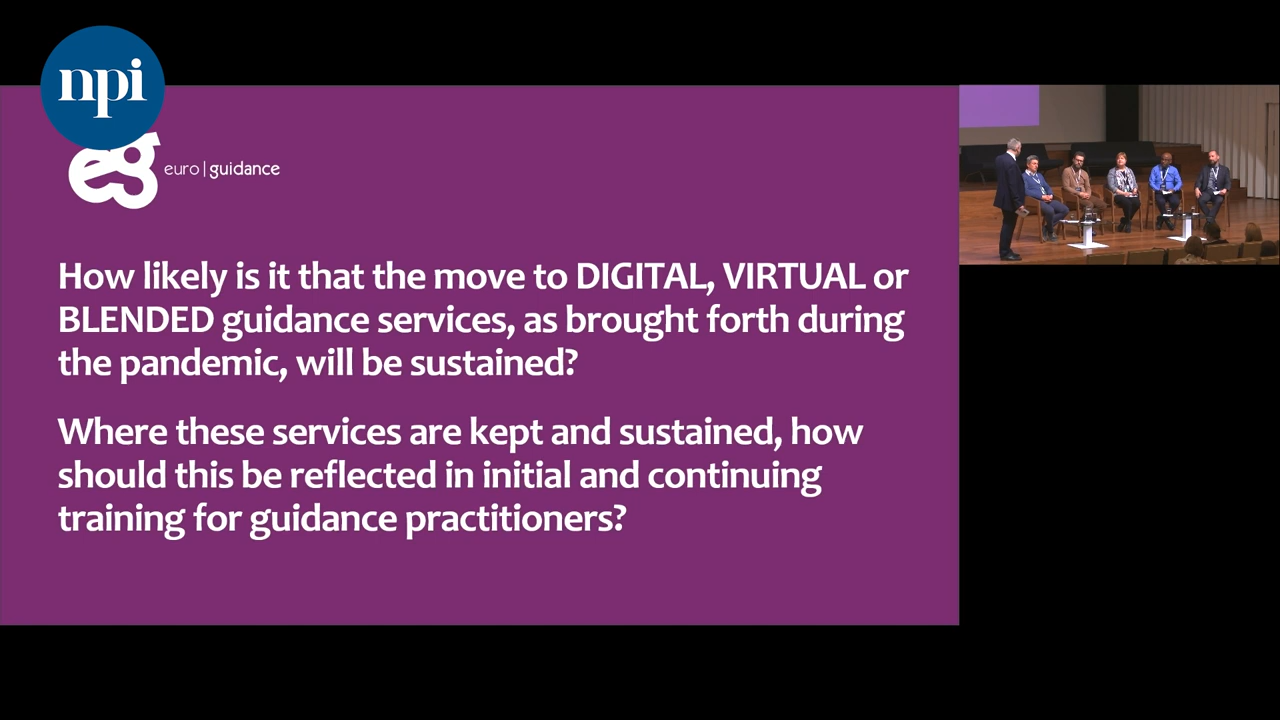 npi
eg
euro|guidance
How likely is it that the move to DIGITAL, VIRTUAL or
BLENDED guidance services, as brought forth during
the pandemic, will be sustained?
Where these services are kept and sustained, how
should this be reflected in initial and continuing
training for guidance practitioners?